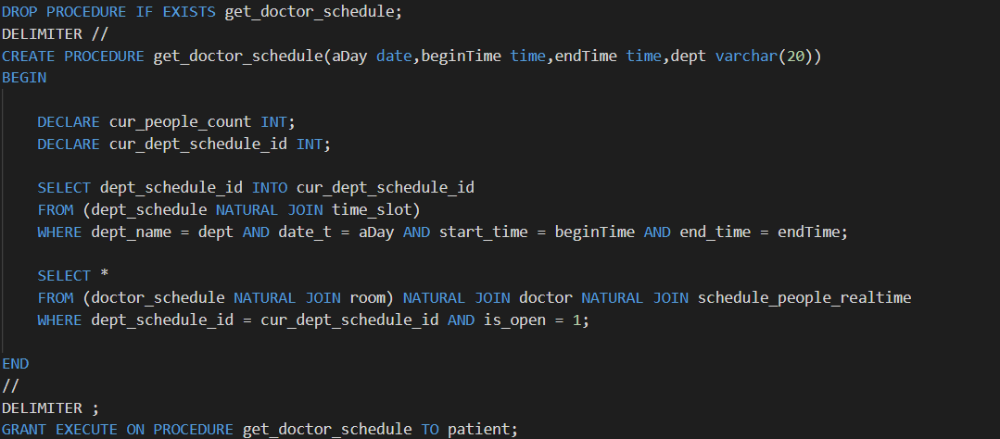 DROP PROCEDURE IF EXISTS get_doctor_schedule;
DELIMITER //
CREATE PROCEDURE get_doctor_schedule(aDay date,beginTime time,endTime time,dept varchar(20))
BEGIN
DECLARE cur_people_count INT;
DECLARE cur_dept_schedule_id INT;
SELECT dept_schedule_id INTO cur_dept_schedule_id
FROM (dept_schedule NATURAL JOIN time_slot)
WHERE dept_name = dept AND date_t = aDay AND start_time = beginTime AND end_time = endTime;
SELECT *
FROM (doctor_schedule NATURAL JOIN room) NATURAL JOIN doctor NATURAL JOIN schedule_people_realtime
WHERE dept_schedule_id = cur_dept_schedule_id AND is_open = 1;
END
//
DELIMITER ;
GRANT EXECUTE ON PROCEDURE get_doctor_schedule TO patient;